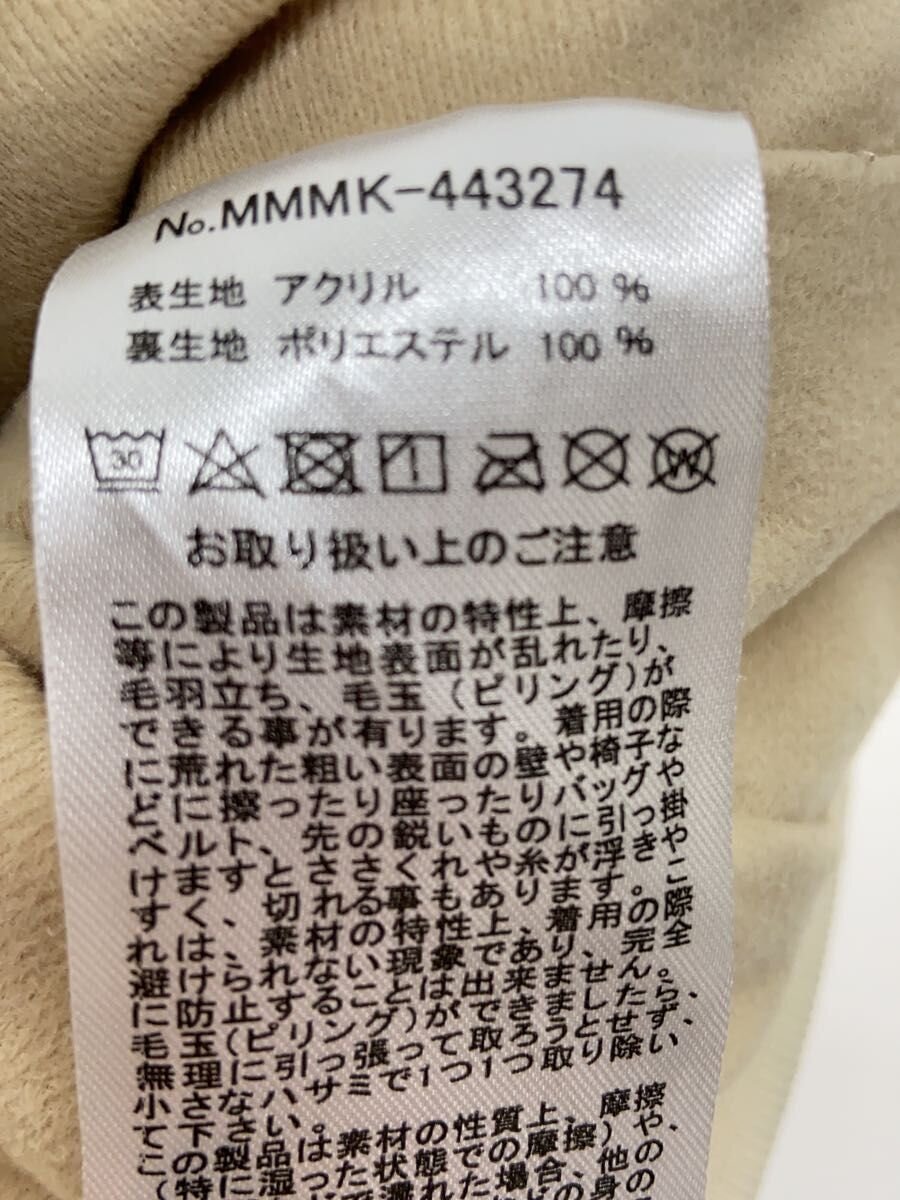 No.MMMK-443274
表生地 アクリル 100 %
裏生地 ポリエステル 100 %
30
1
W
お取り扱い上のご注意
この製品は素材の特性上、摩擦
等により生地表面が乱れたり、
毛羽立ち、毛玉(ピリング)が
できる事が有ります。着用の際
に荒れた粗い表面の壁や椅子な
どに擦ったり座ったりバッグや
ベルト、先の鋭いものに引っ掛
けますと、ささくれや糸が浮きや
すく、切れる事もあります。こ
れは、素材の特性上、着用の際
避けられない現象であり、完全
に防止することは出来ません。
毛玉(ピリング)ができましたら、
無理に引っ張って取ろうとせず、
小さなハサミで1つ1つ取り除い
て下さい。
この製品は素材の性質上、摩擦
(特に湿った状態での摩擦)や、